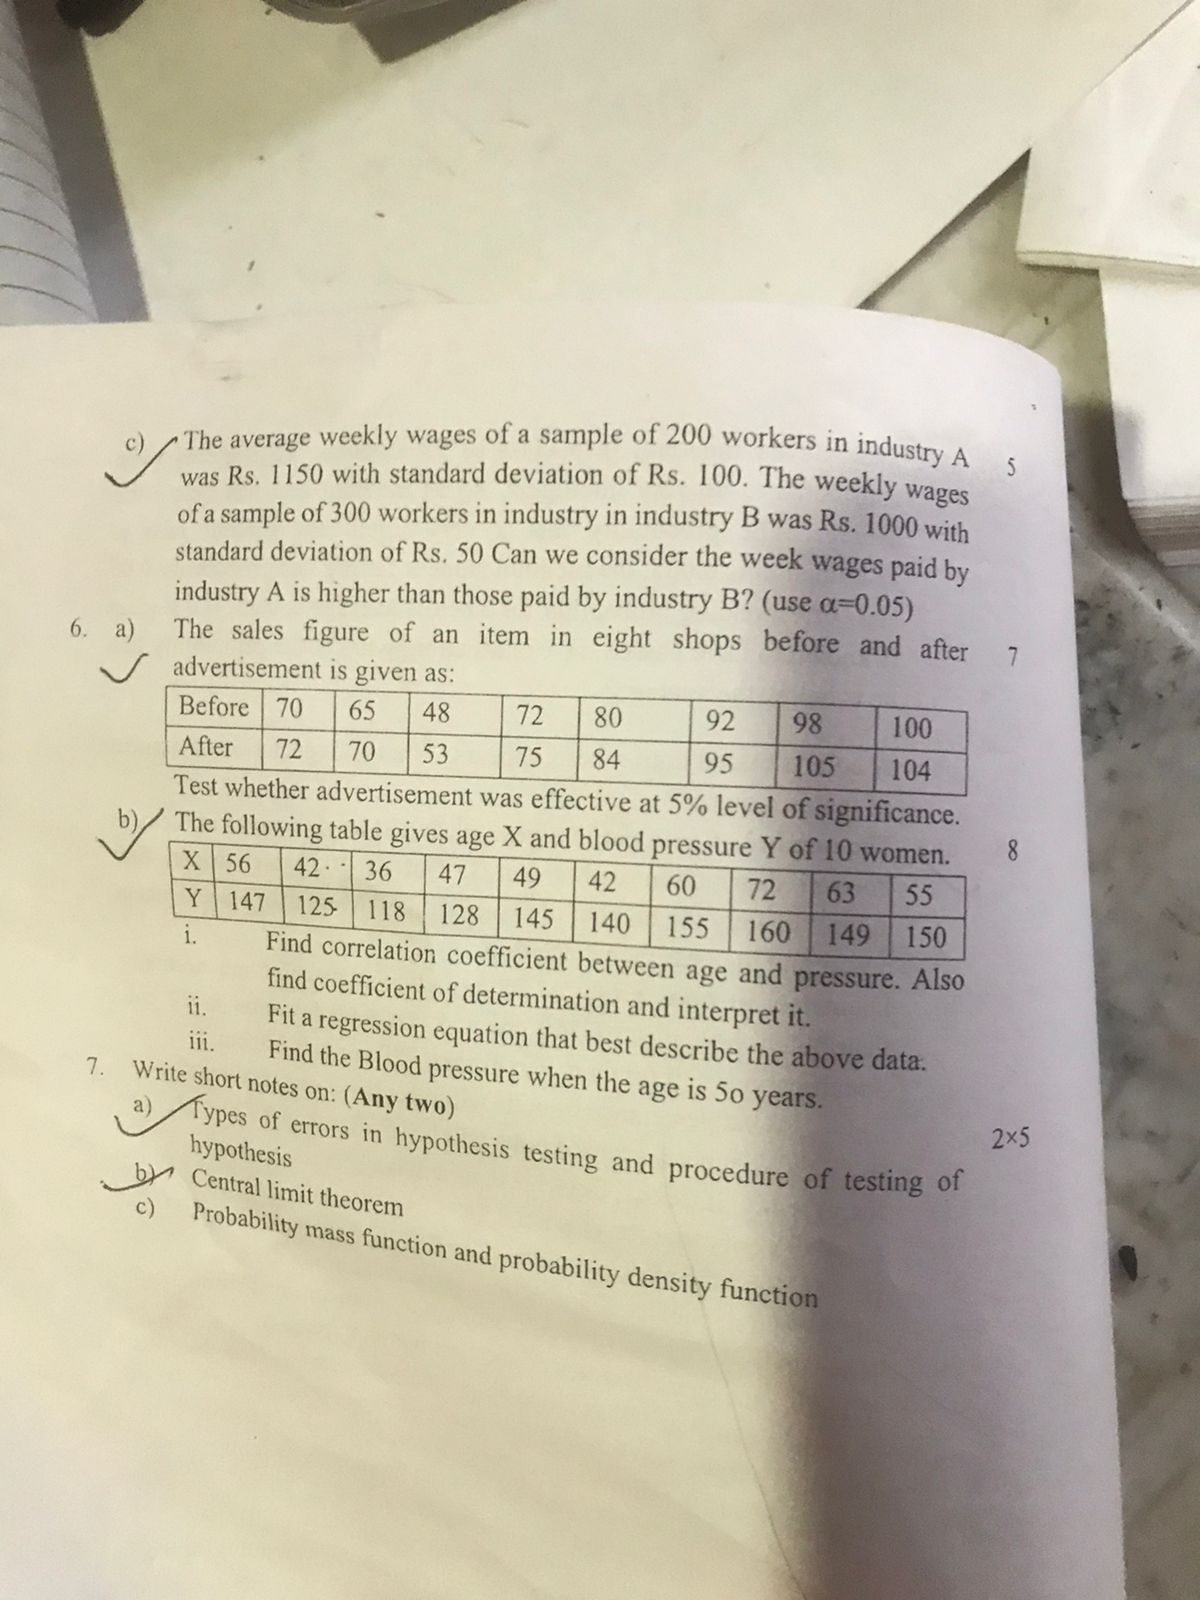 c) The average weekly wages of a sample of 200 workers in industry A 5
was Rs. 1150 with standard deviation of Rs. 100. The weekly wages
of a sample of 300 workers in industry in industry B was Rs. 1000 with
standard deviation of Rs. 50 Can we consider the week wages paid by
industry A is higher than those paid by industry B? (use α=0.05)
6. a) The sales figure of an item in eight shops before and after 7
advertisement is given as:
Before 70 65 48 72 80 92 98 100
After 72 70 53 75 84 95 105 104
Test whether advertisement was effective at 5% level of significance.
b) The following table gives age X and blood pressure Y of 10 women. 8
X 56 42 36 47 49 42 60 72 63 55
Y 147 125 118 128 145 140 155 160 149 150
i. Find correlation coefficient between age and pressure. Also
find coefficient of determination and interpret it.
ii. Fit a regression equation that best describe the above data.
iii. Find the Blood pressure when the age is 5o years.
7. Write short notes on: (Any two) 2×5
a) Types of errors in hypothesis testing and procedure of testing of
hypothesis
b) Central limit theorem
c) Probability mass function and probability density function